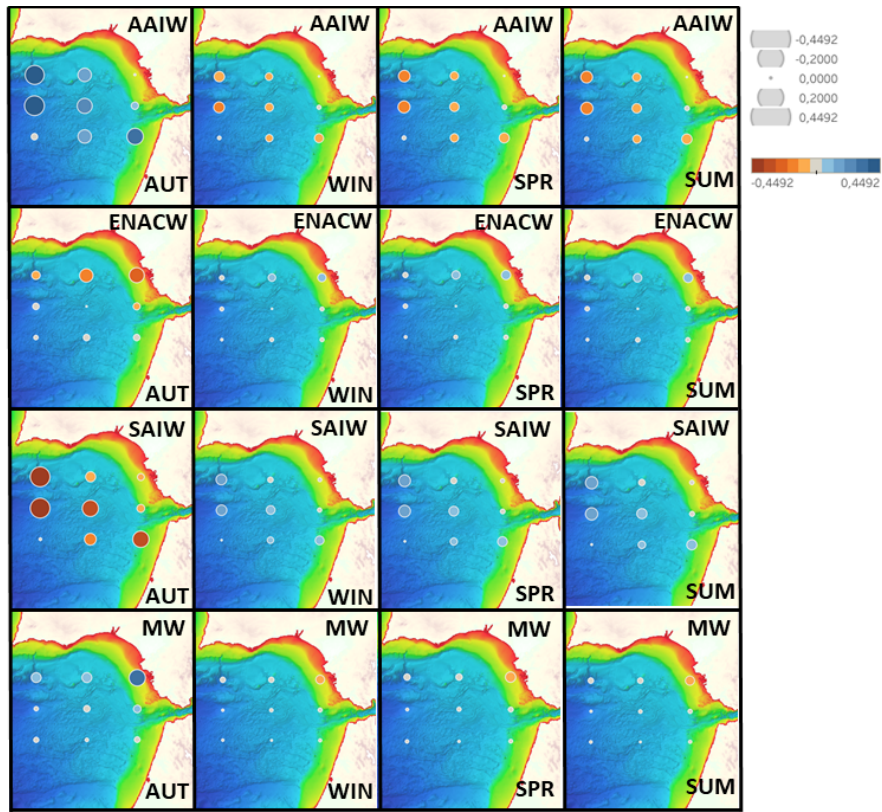 AAIW AAIW AAIW AAIW
-0,4492
-0,2000
0,0000
0,2000
0,4492
-0,4492 0,4492
AUT WIN SPR SUM
ENACW ENACW ENACW ENACW
AUT WIN SPR SUM
SAIW SAIW SAIW SAIW
AUT WIN SPR SUM
MW MW MW MW
AUT WIN SPR SUM